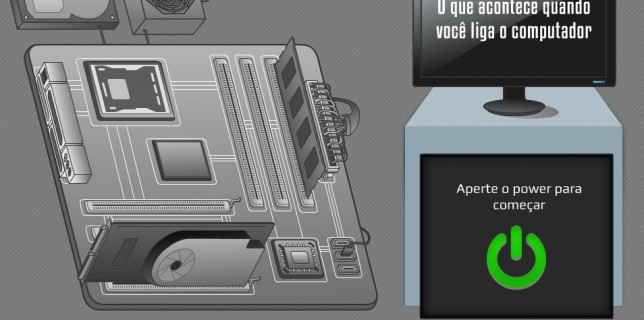 O que acontece quando
você liga o computador
Aperte o power para
começar